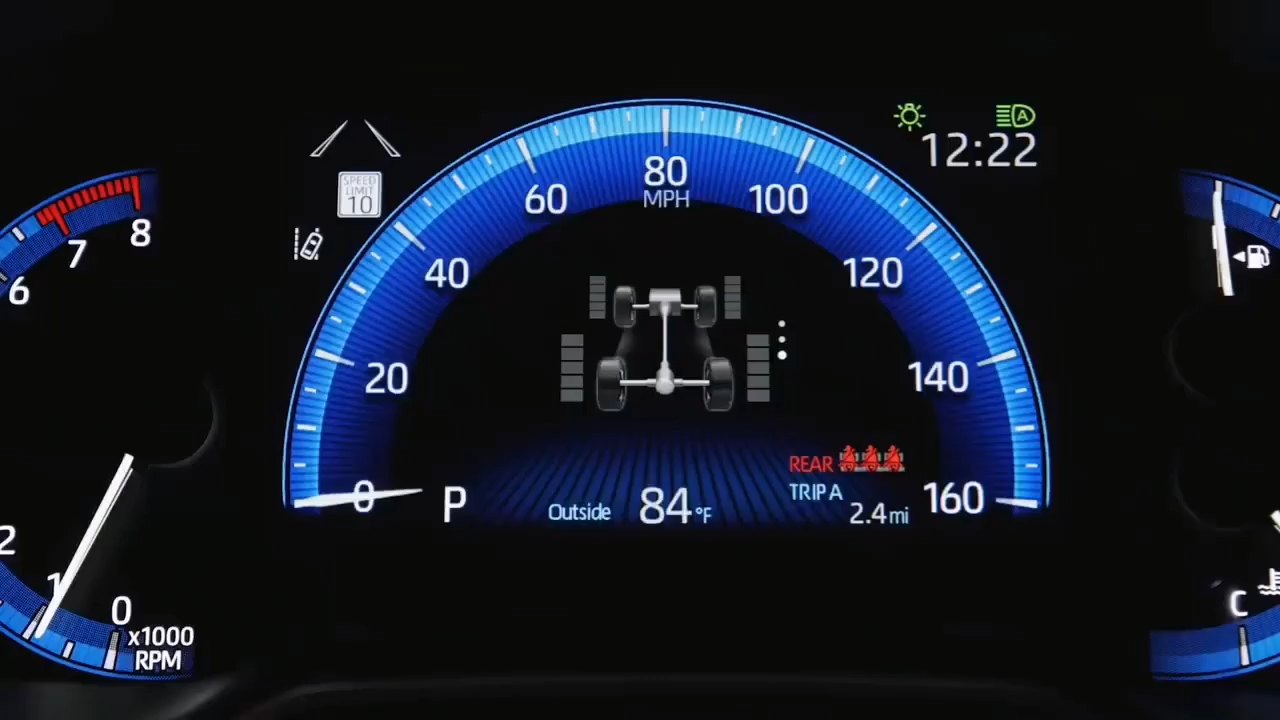 12:22
SPEED
LIMIT
10
0
20
40
60
80
MPH
100
120
140
160
6
7
8
2
1
0
x1000
RPM
P
Outside 84°F
REAR
TRIP A
2.4 mi
A
C